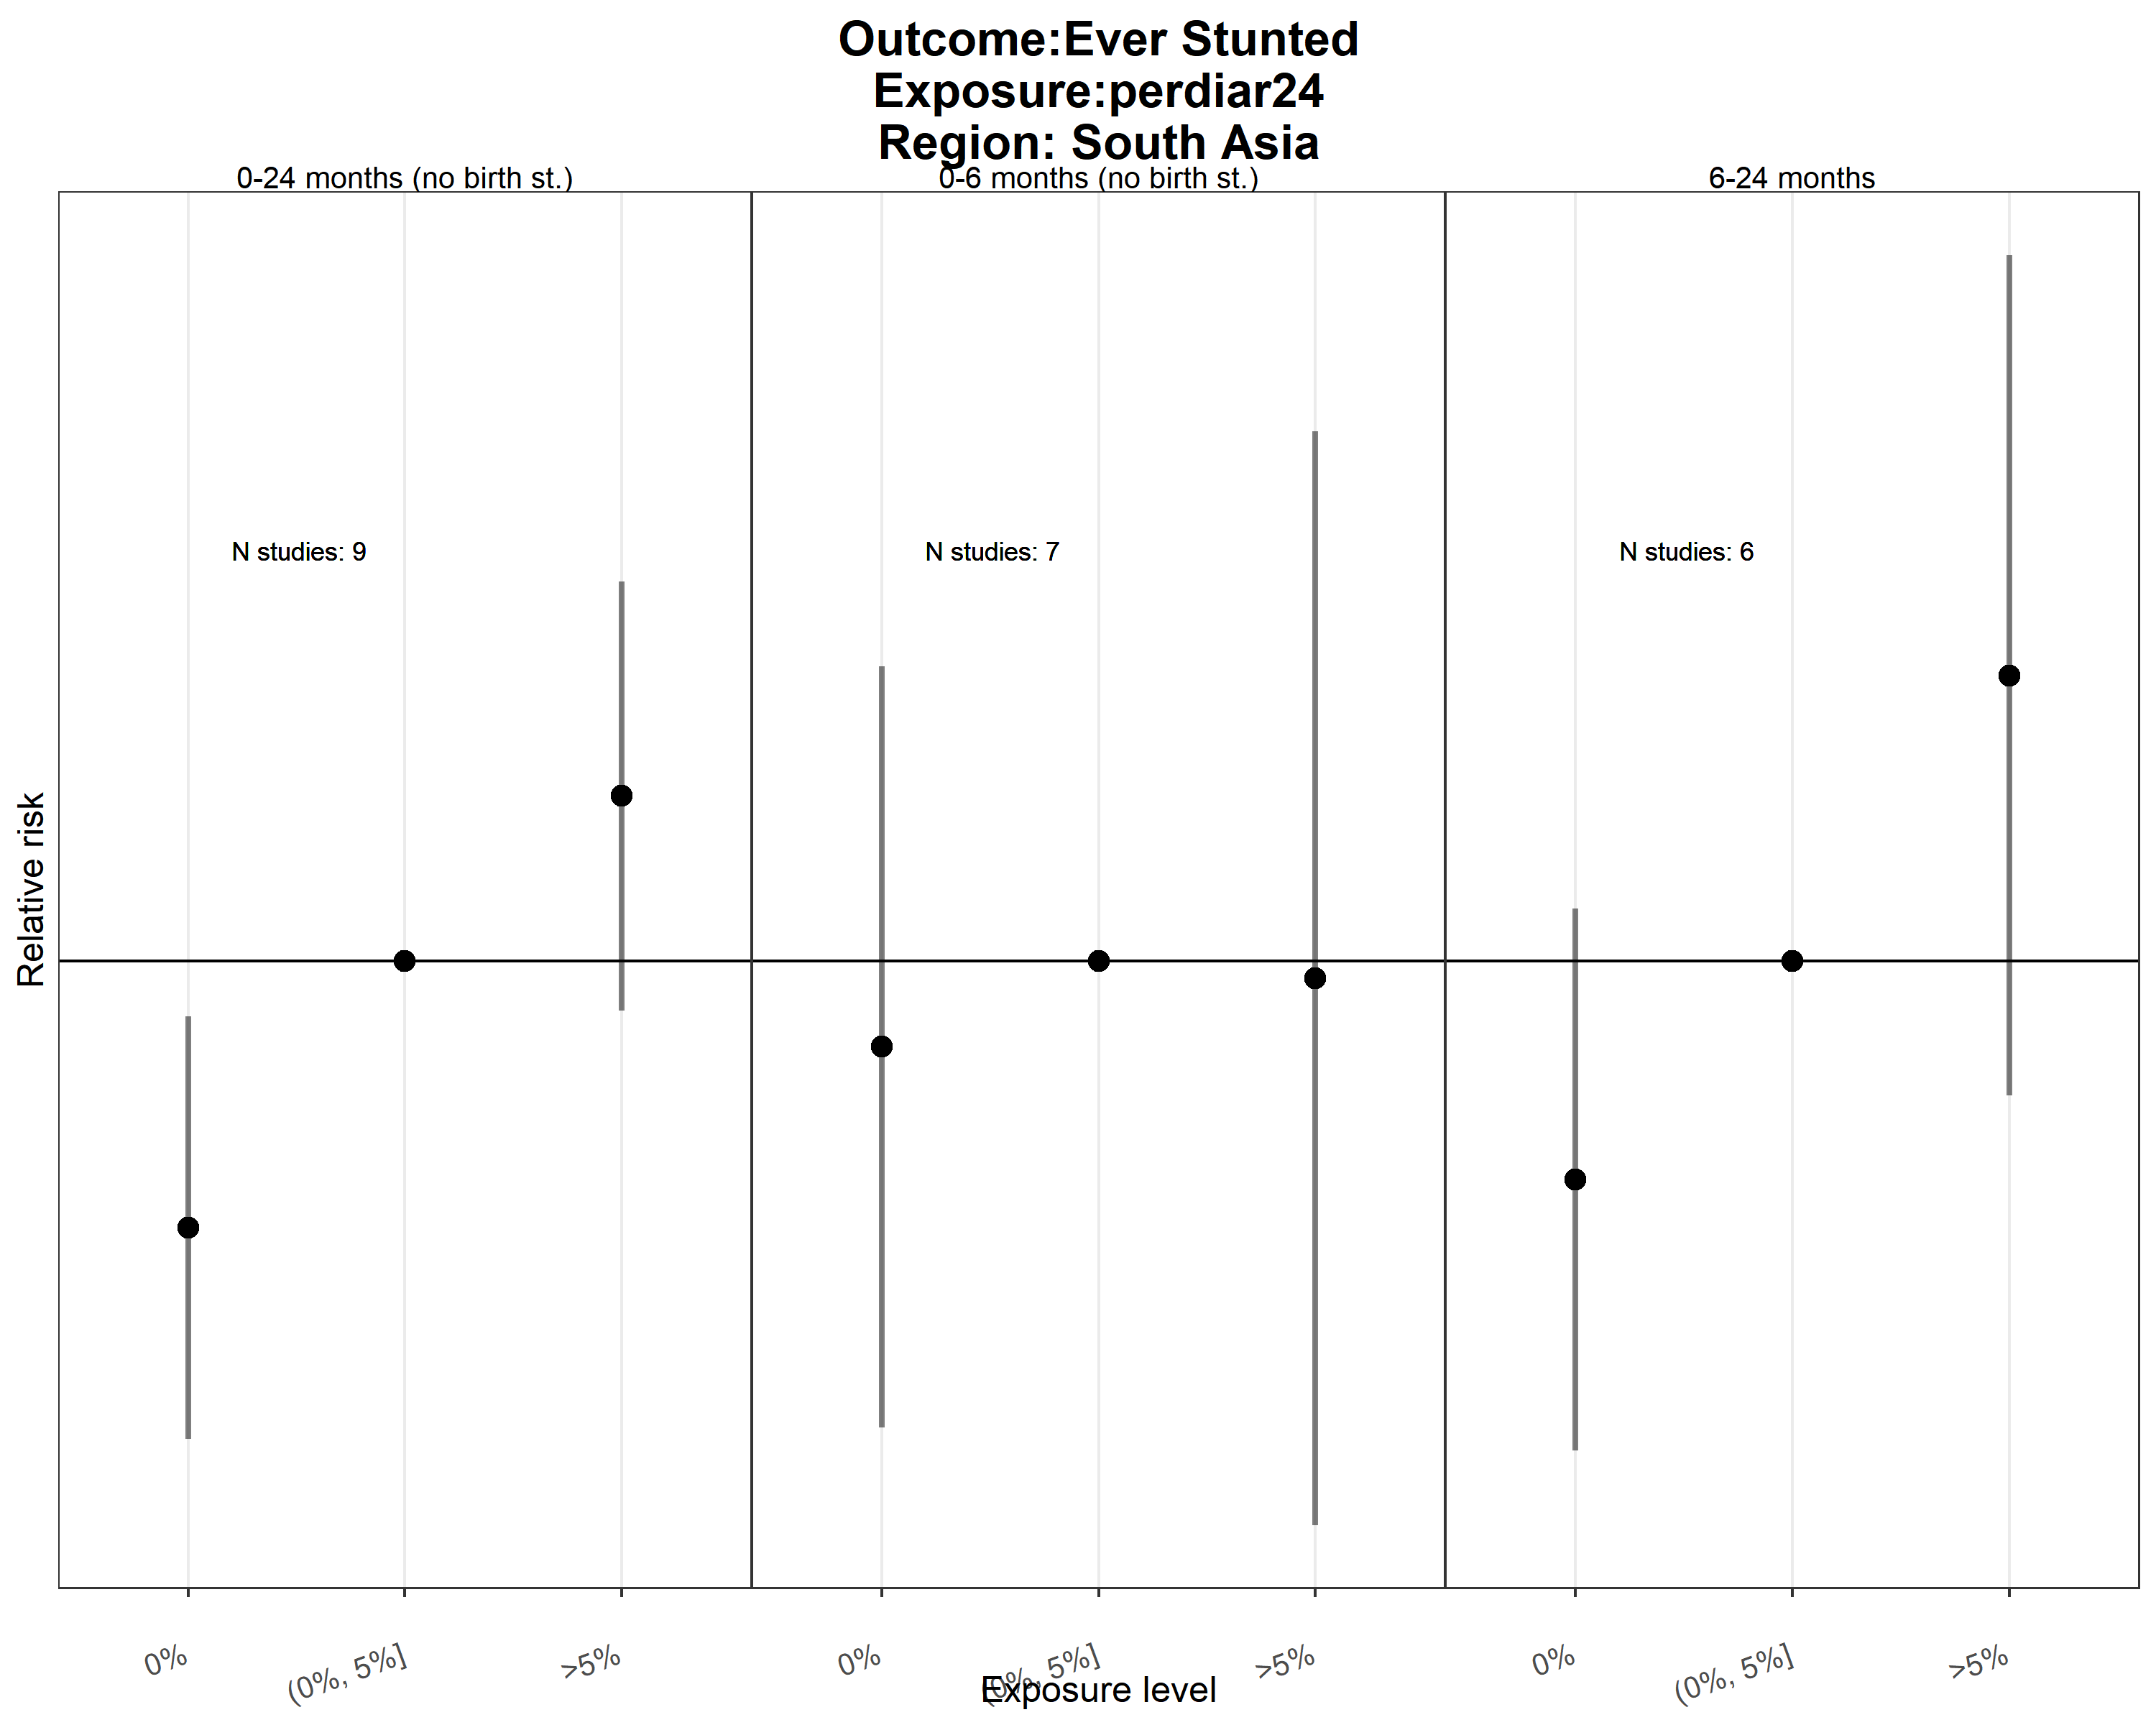 Outcome:Ever Stunted
Exposure:perdiar24
Region: South Asia
0-24 months (no birth st.)
0-6 months (no birth st.)
6-24 months
N studies: 9
N studies: 7
N studies: 6
Relative risk
0%
(0%, 5%]
>5%
0%
(0%, 5%]
>5%
0%
(0%, 5%]
>5%
Exposure level